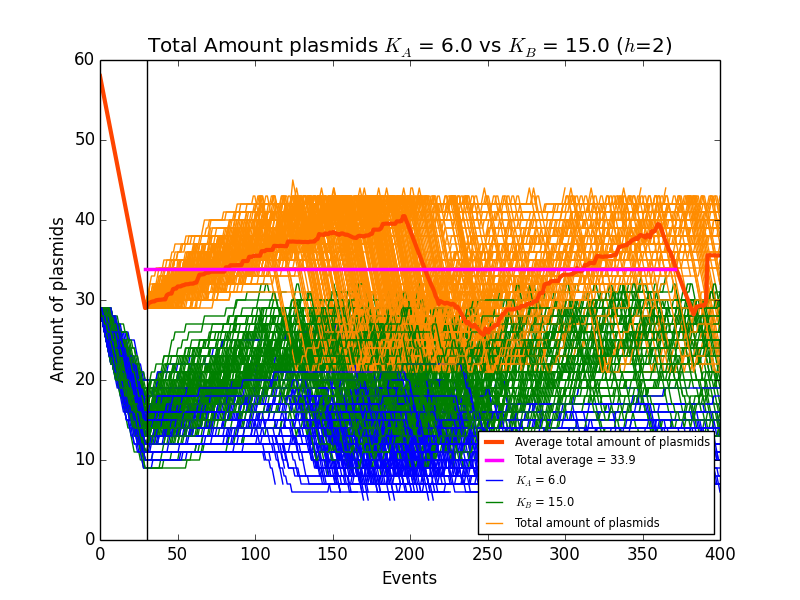 Total Amount plasmids K_A = 6.0 vs K_B = 15.0 (h=2)
60
50
40
30
20
10
0
Amount of plasmids
Average total amount of plasmids
Total average = 33.9
K_A = 6.0
K_B = 15.0
Total amount of plasmids
0 50 100 150 200 250 300 350 400
Events